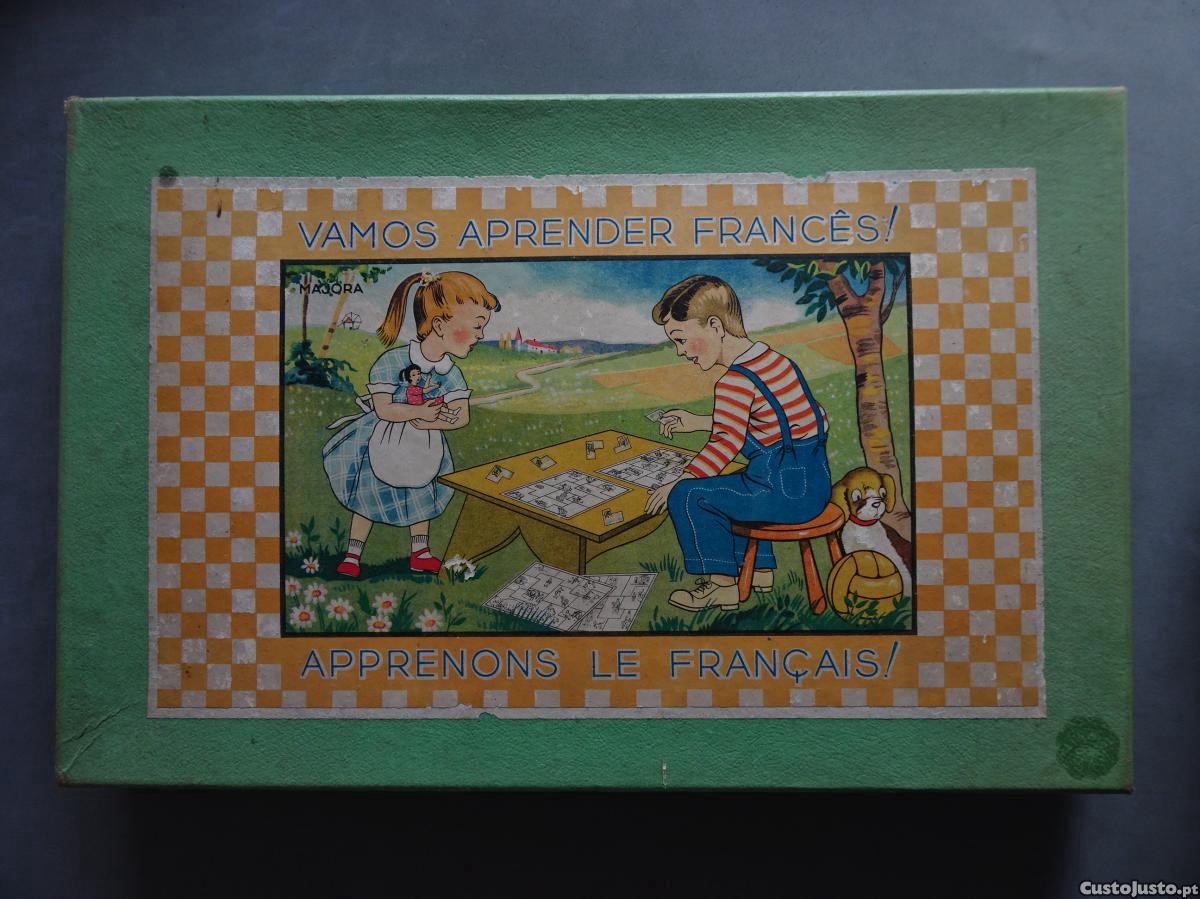 VAMOS APRENDER FRANCÊS!
MAJORA
APPRENONS LE FRANÇAIS!
CustoJusto.pt